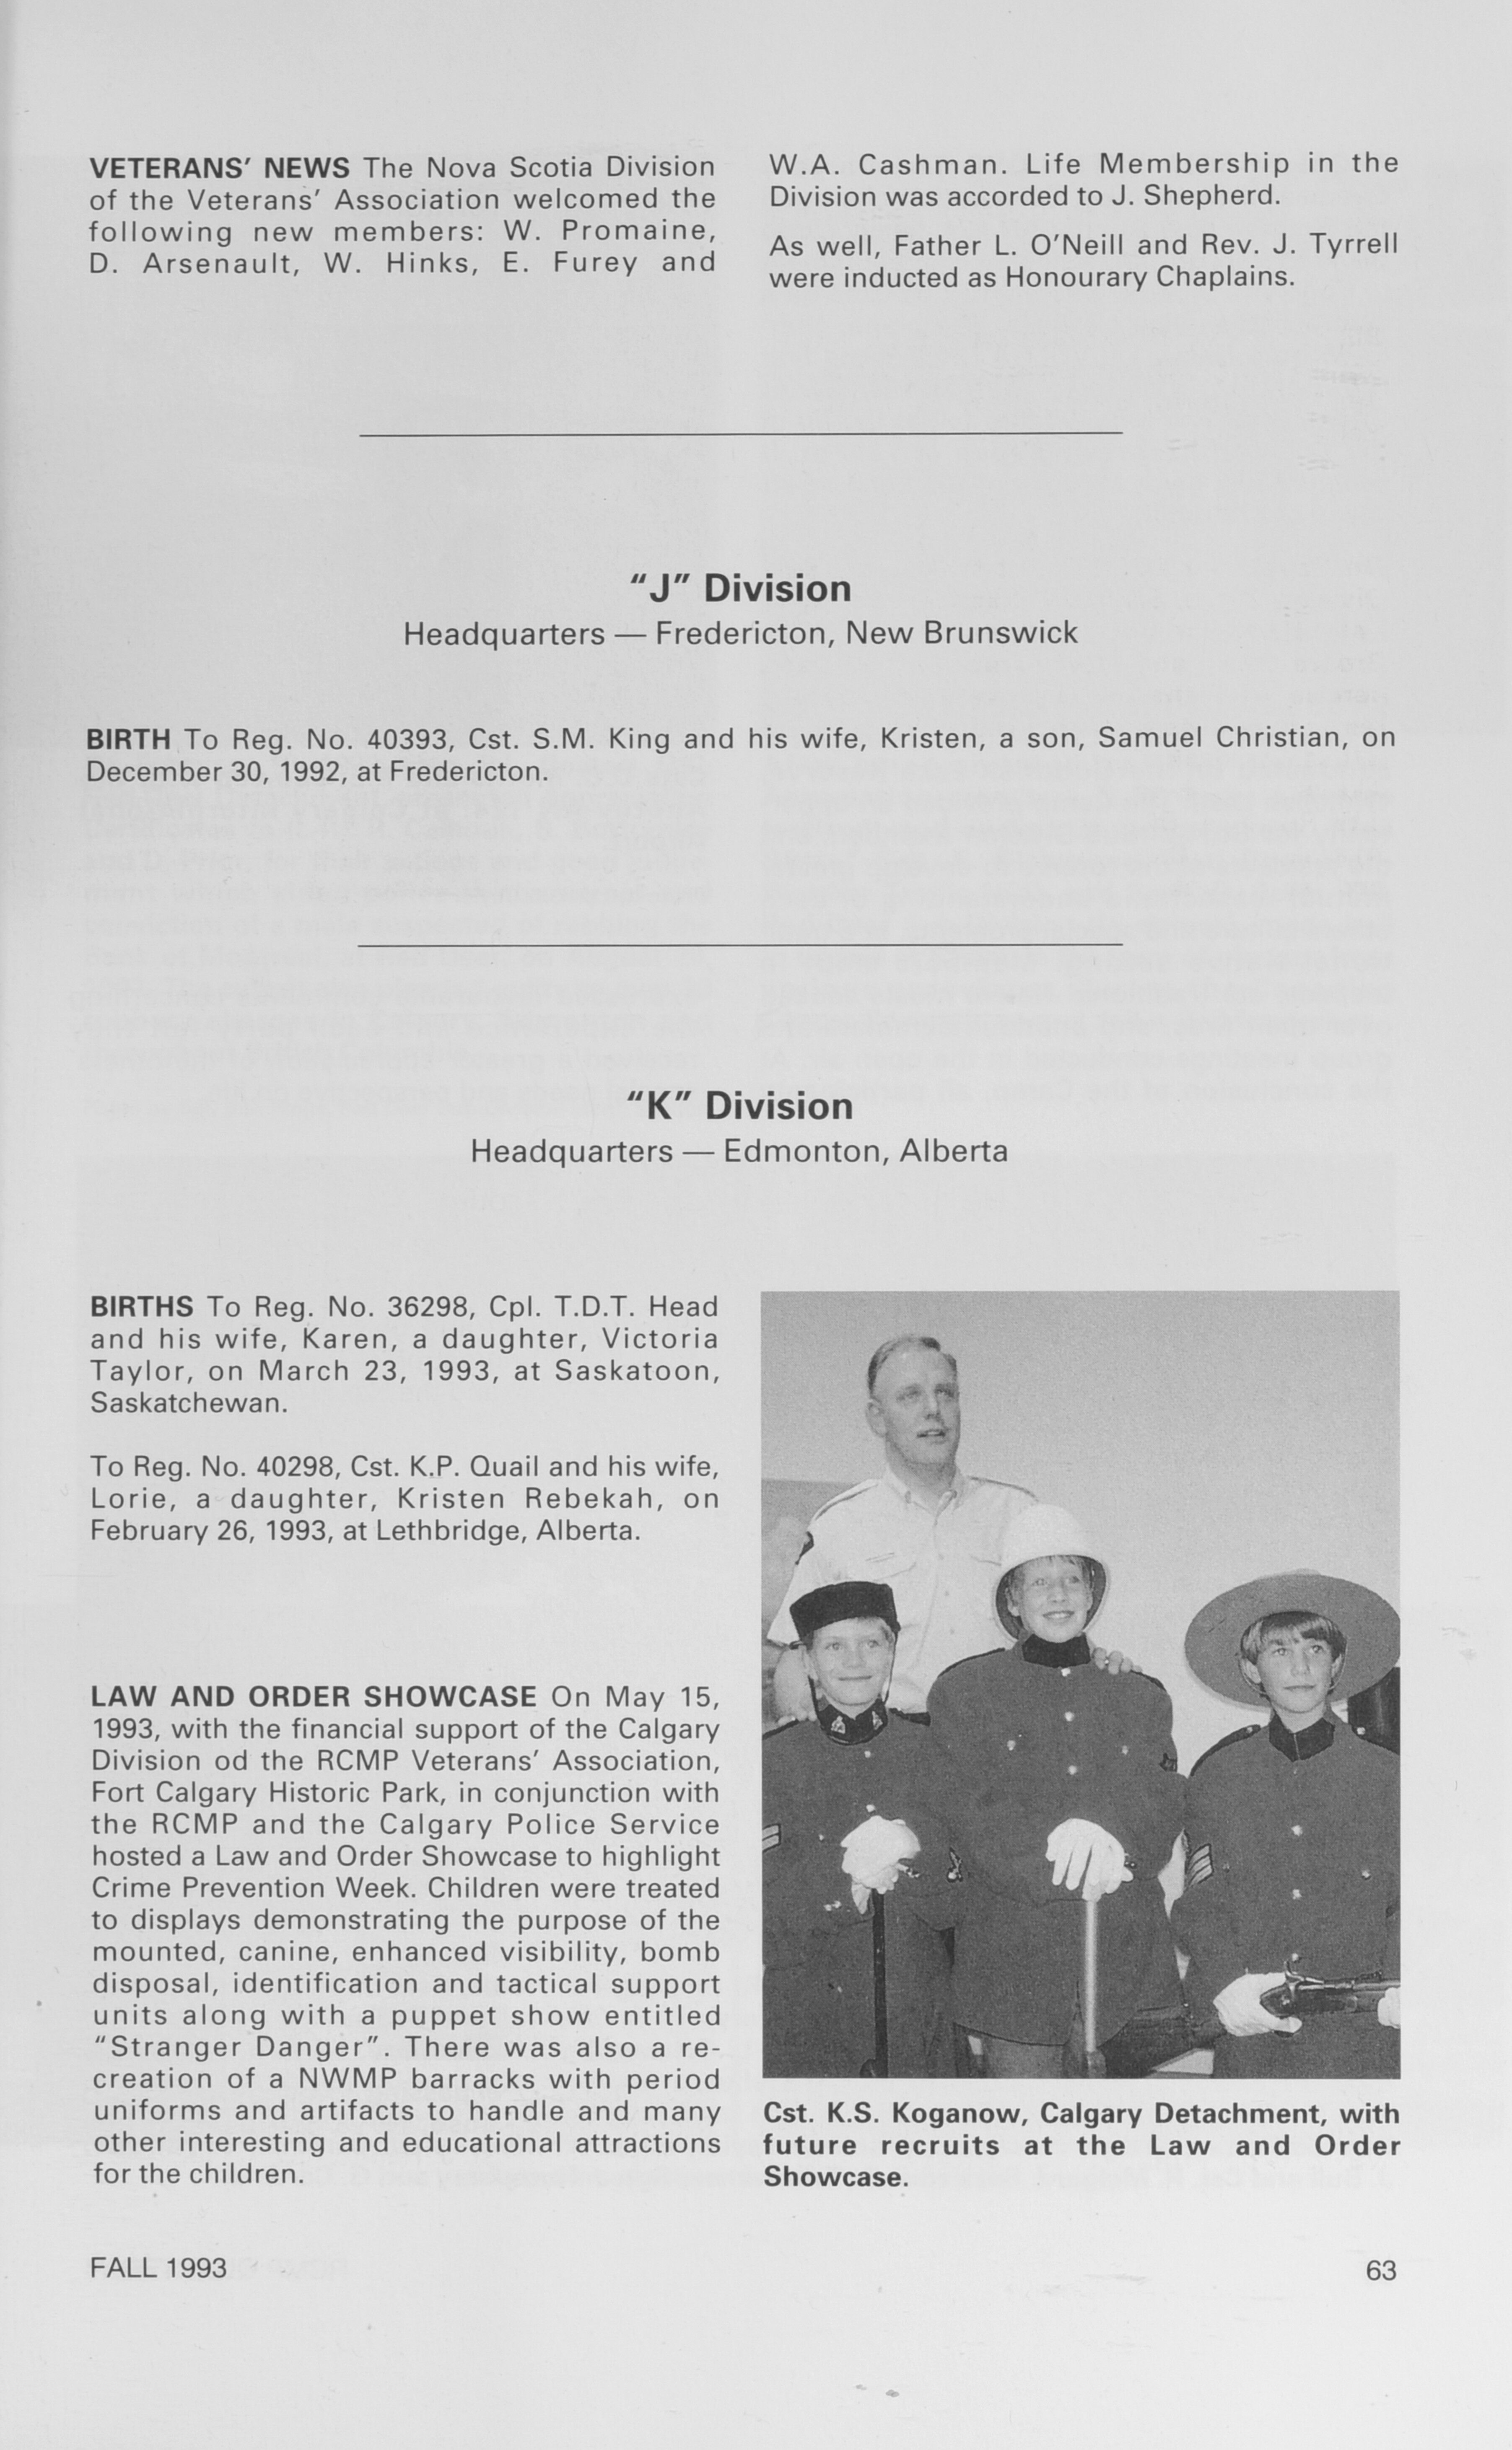 VETERANS' NEWS The Nova Scotia Division
of the Veterans' Association welcomed the
following new members: W. Promaine,
D. Arsenault, W. Hinks, E. Furey and
W.A. Cashman. Life Membership in the
Division was accorded to J. Shepherd.
As well, Father L. O'Neill and Rev. J. Tyrrell
were inducted as Honourary Chaplains.
"J" Division
Headquarters — Fredericton, New Brunswick
BIRTH To Reg. No. 40393, Cst. S.M. King and his wife, Kristen, a son, Samuel Christian, on
December 30, 1992, at Fredericton.
"K" Division
Headquarters — Edmonton, Alberta
BIRTHS To Reg. No. 36298, Cpl. T.D.T. Head
and his wife, Karen, a daughter, Victoria
Taylor, on March 23, 1993, at Saskatoon,
Saskatchewan.
To Reg. No. 40298, Cst. K.P. Quail and his wife,
Lorie, a daughter, Kristen Rebekah, on
February 26, 1993, at Lethbridge, Alberta.
LAW AND ORDER SHOWCASE On May 15,
1993, with the financial support of the Calgary
Division od the RCMP Veterans' Association,
Fort Calgary Historic Park, in conjunction with
the RCMP and the Calgary Police Service
hosted a Law and Order Showcase to highlight
Crime Prevention Week. Children were treated
to displays demonstrating the purpose of the
mounted, canine, enhanced visibility, bomb
disposal, identification and tactical support
units along with a puppet show entitled
"Stranger Danger". There was also a re-
creation of a NWMP barracks with period
uniforms and artifacts to handle and many
other interesting and educational attractions
for the children.
Cst. K.S. Koganow, Calgary Detachment, with
future recruits at the Law and Order
Showcase.
FALL 1993
63